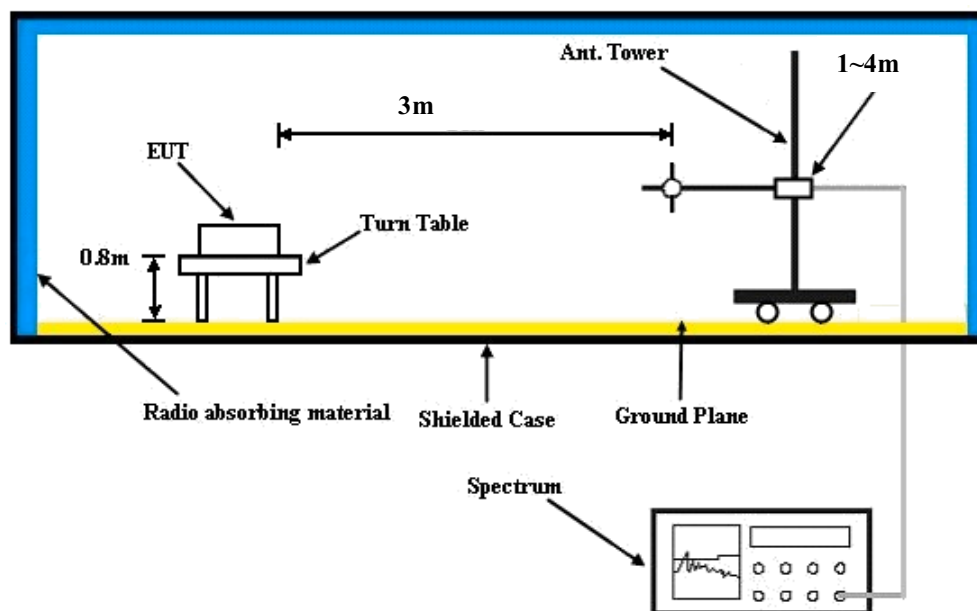 Ant. Tower
1~4m
3m
EUT
Turn Table
0.8m
Radio absorbing material
Shielded Case
Ground Plane
Spectrum